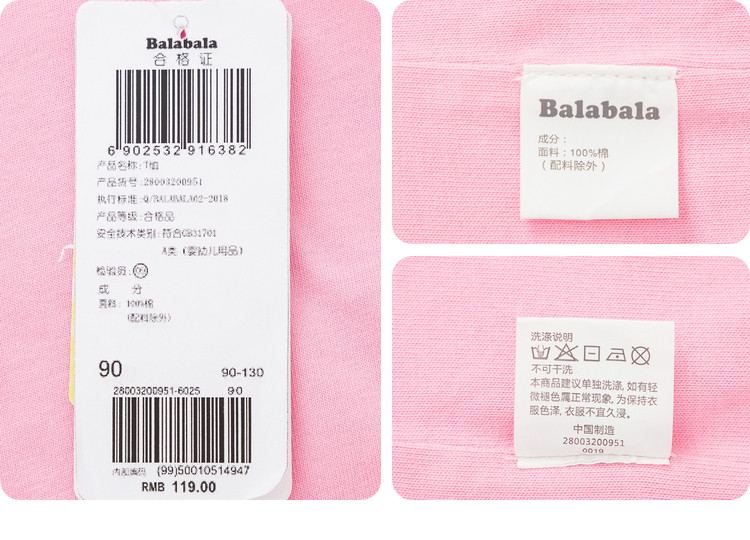 Balabala
合格证
6 902532 916382
产品名称:T恤
产品货号:28003200951
执行标准:Q/BALABALA02-2018
产品等级:合格品
安全技术类别:符合GB31701
A类(婴幼儿用品)
检验员:09
成 分
面料: 100%棉
(配料除外)
90 90-130
28003200951-6025 90
内部编码 (99)50010514947
RMB 119.00
Balabala
成分:
面料:100%棉
(配料除外)
洗涤说明
不可干洗
本商品建议单独洗涤,如有轻
微褪色属正常现象,为保持衣
服色泽,衣服不宜久浸。
中国制造
28003200951
0019